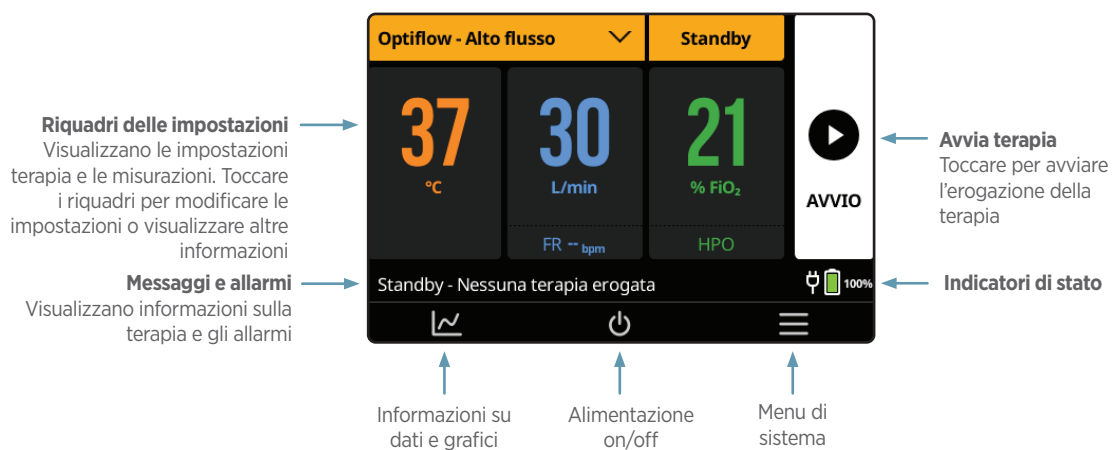 Optiflow - Alto flusso
Standby
37
°C
30
L/min
FR -- bpm
21
% FiO₂
HPO
AVVIO
Standby - Nessuna terapia erogata
100%
Riquadri delle impostazioni
Visualizzano le impostazioni
terapia e le misurazioni. Toccare
i riquadri per modificare le
impostazioni o visualizzare altre
informazioni
Messaggi e allarmi
Visualizzano informazioni sulla
terapia e gli allarmi
Avvia terapia
Toccare per avviare
l'erogazione della
terapia
Indicatori di stato
Informazioni su
dati e grafici
Alimentazione
on/off
Menu di
sistema